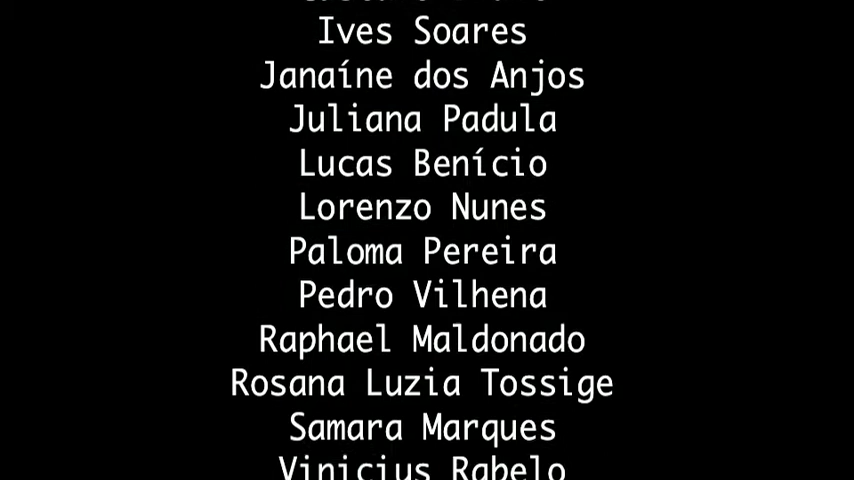 Ives Soares
Janaíne dos Anjos
Juliana Padula
Lucas Benício
Lorenzo Nunes
Paloma Pereira
Pedro Vilhena
Raphael Maldonado
Rosana Luzia Tossige
Samara Marques
Vinicius Rabelo